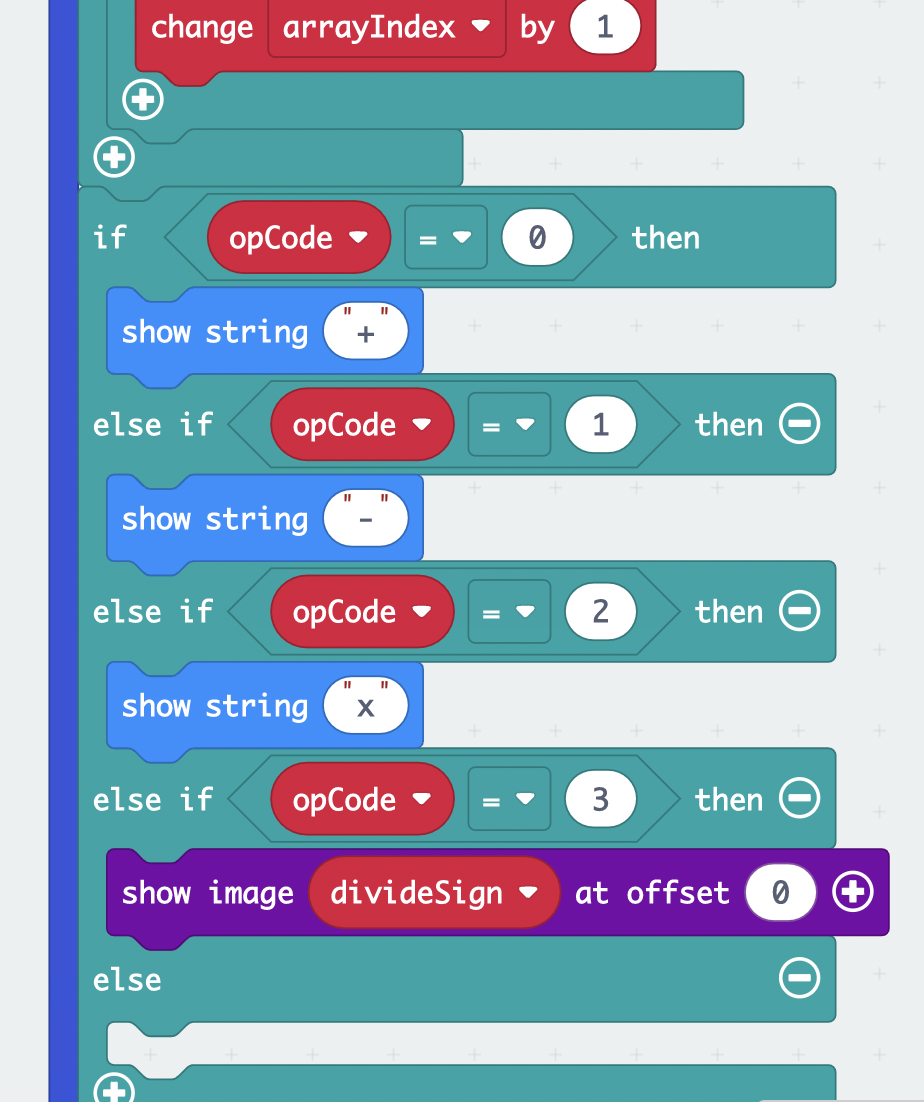 change arrayIndex by 1
if opCode = 0 then
show string "+"
else if opCode = 1 then
show string "-"
else if opCode = 2 then
show string "x"
else if opCode = 3 then
show image divideSign at offset 0
else